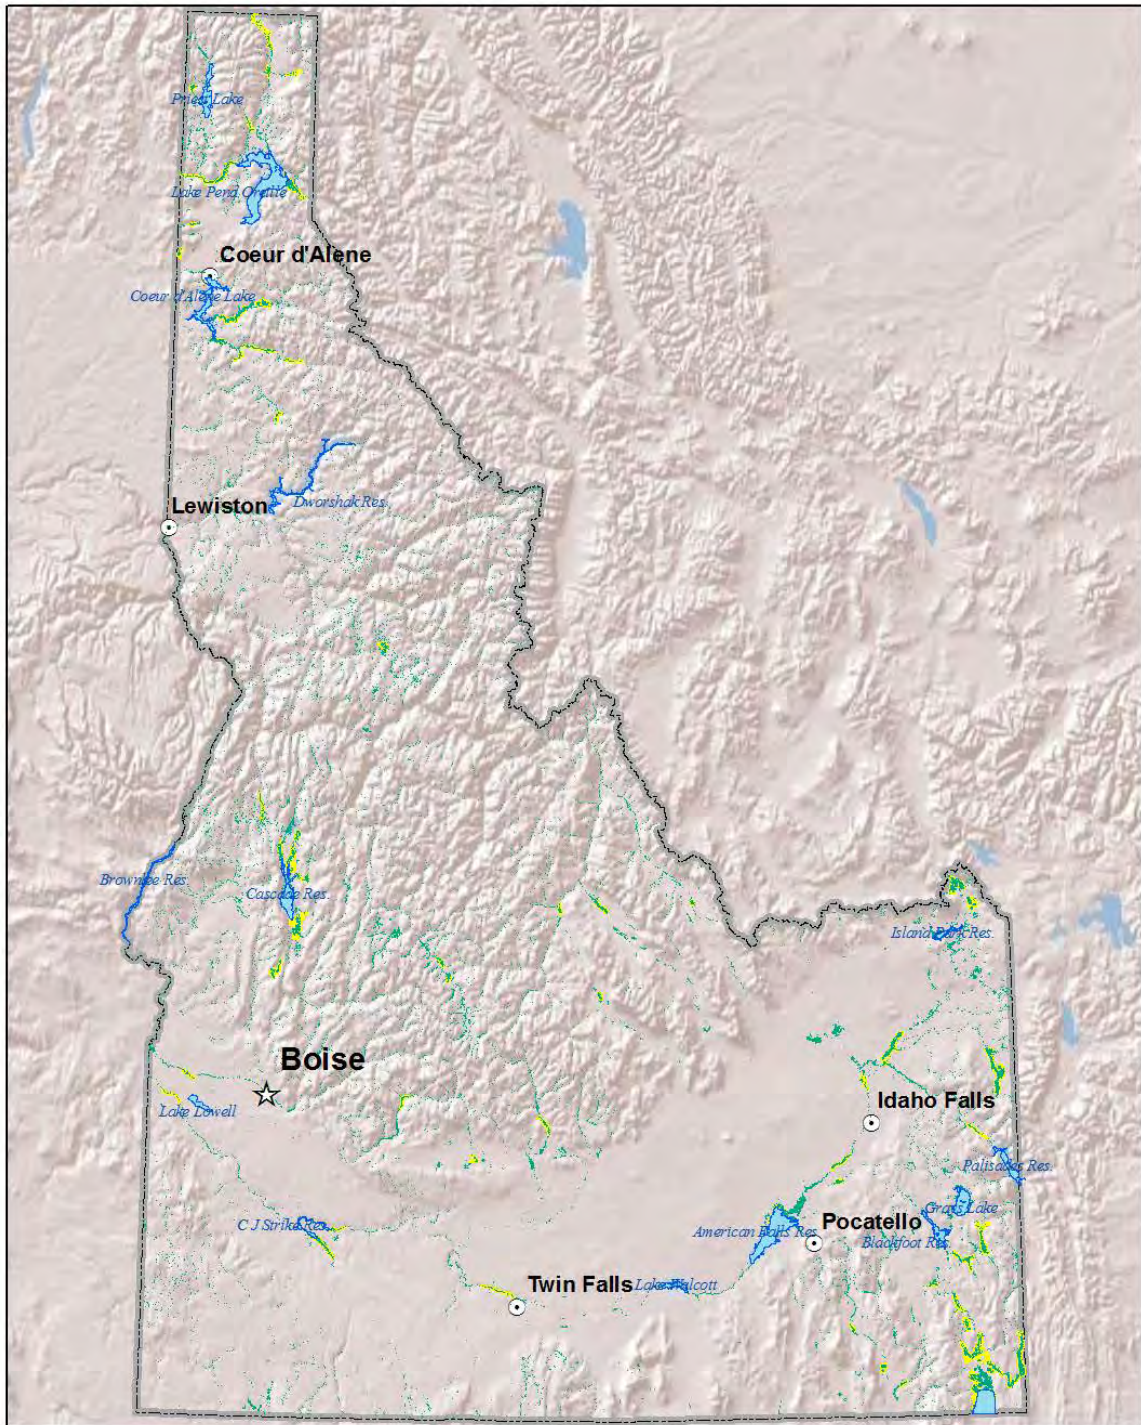 Priest Lake
Lake Pend Oreille
Coeur d'Alene
Coeur d'Alene Lake
Lewiston
Dworshak Res.
Brownlee Res.
Cascade Res.
Island Park Res.
Boise
Lake Lowell
Idaho Falls
Palisades Res.
Grays Lake
C J Strike Res.
American Falls Res.
Pocatello
Blackfoot Res.
Twin Falls
Lake Walcott